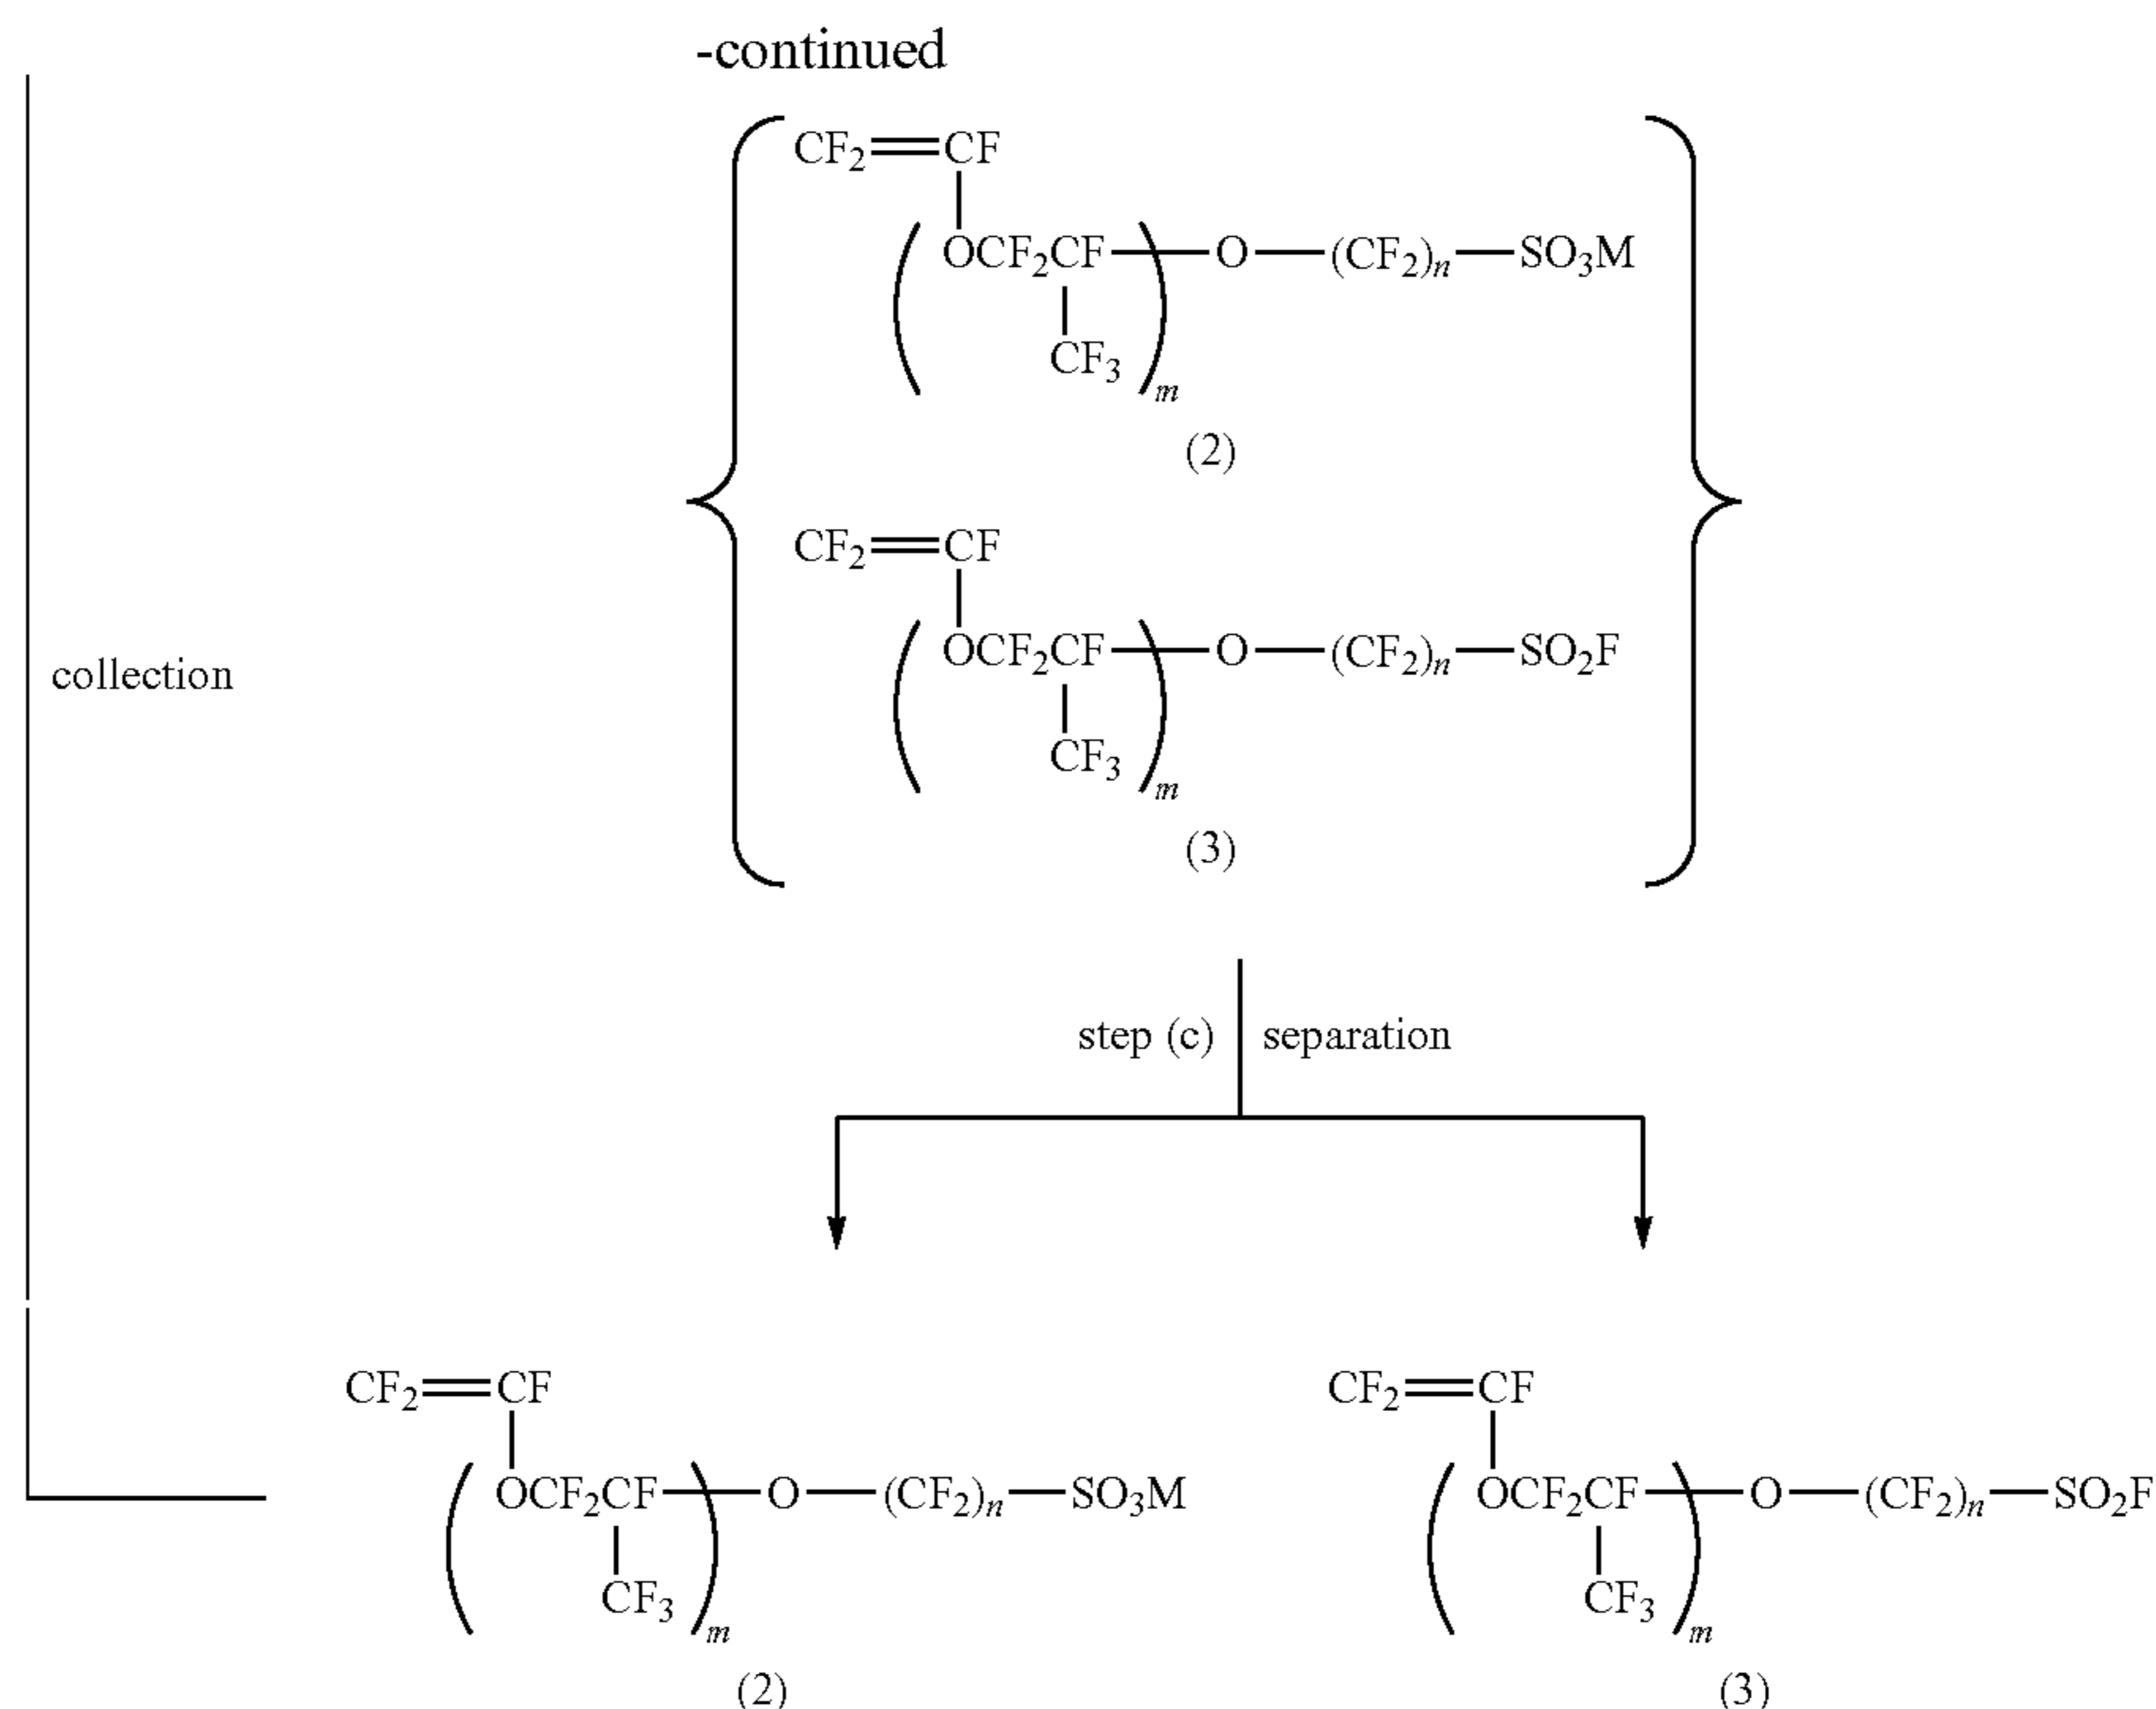 -continued
CF₂=CF
OCF₂CF—O—(CF₂)ₙ—SO₃M
CF₃
m
(2)
CF₂=CF
OCF₂CF—O—(CF₂)ₙ—SO₂F
collection
CF₃
m
(3)
step (c) separation
CF₂=CF CF₂=CF
OCF₂CF—O—(CF₂)ₙ—SO₃M OCF₂CF—O—(CF₂)ₙ—SO₂F
CF₃ CF₃
m m
(2) (3)